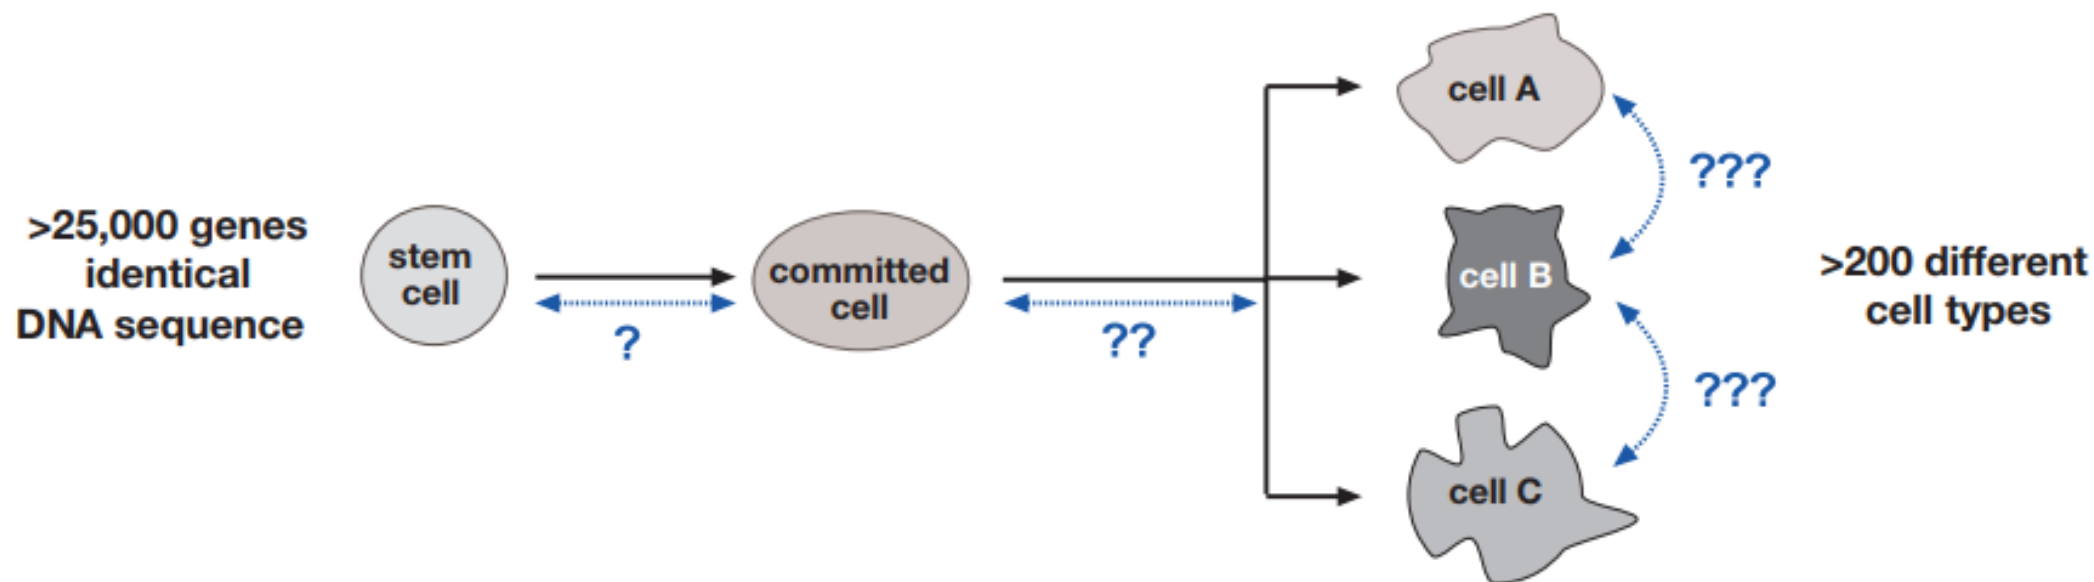 >25,000 genes
identical
DNA sequence
stem
cell
?
committed
cell
??
cell A
cell B
cell C
???
???
>200 different
cell types